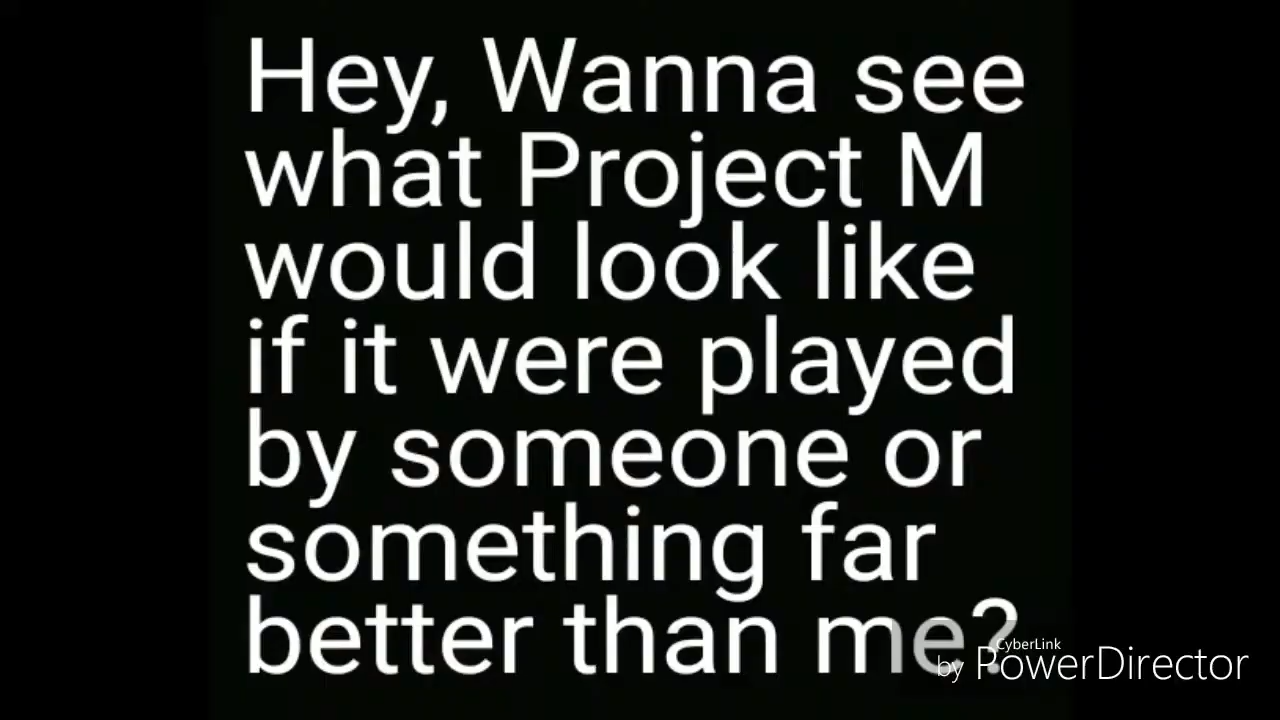 Hey, Wanna see
what Project M
would look like
if it were played
by someone or
something far
better than me?
CyberLink
by PowerDirector